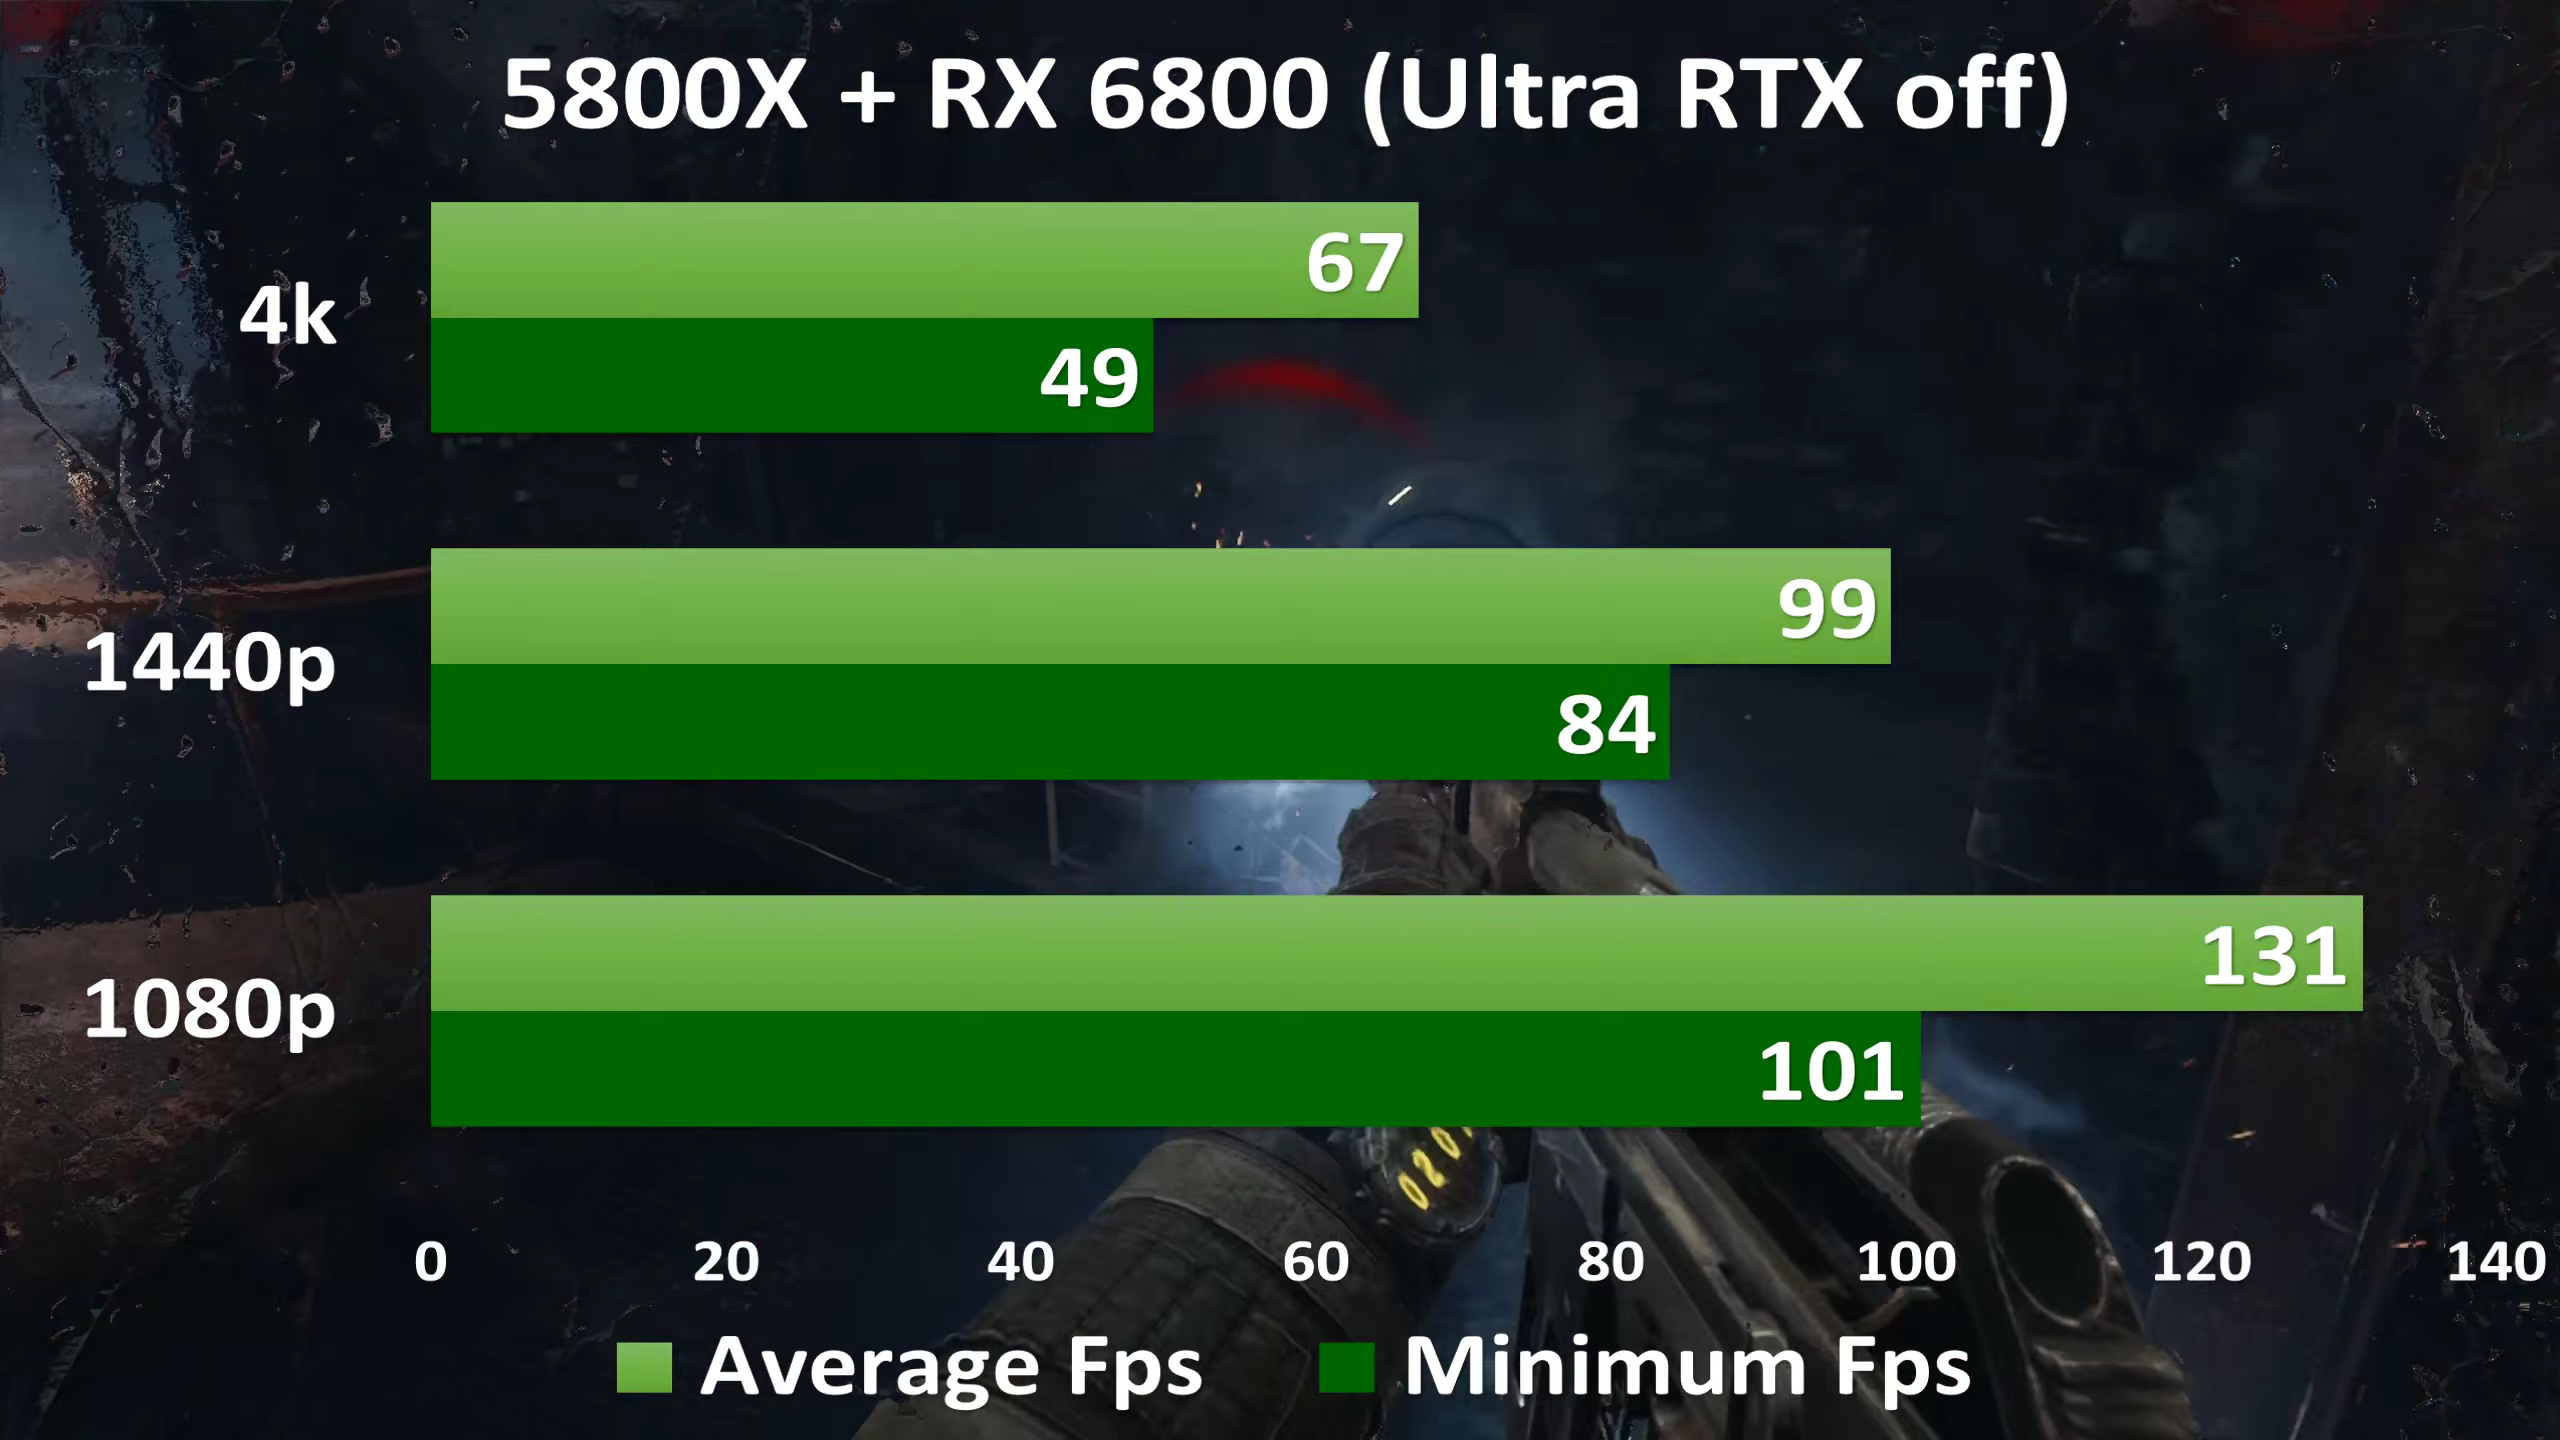 5800X + RX 6800 (Ultra RTX off)
4k
67
49
1440p
99
84
1080p
131
101
020
0 20 40 60 80 100 120 140
Average Fps Minimum Fps